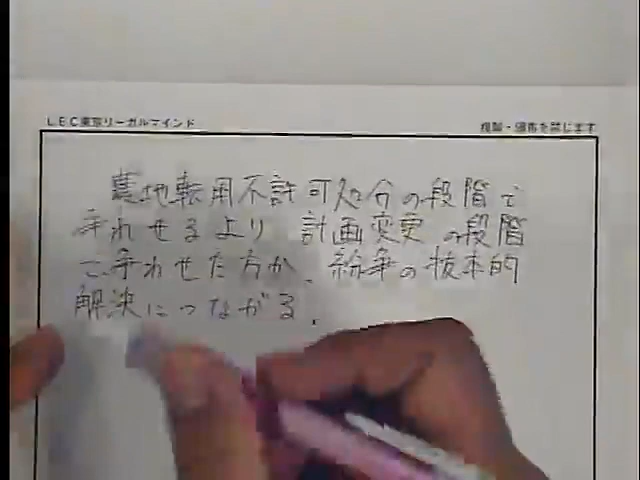 LEC東京リーガルマインド
複製・頒布を禁じます
農地転用不許可処分の段階で
争わせるより 計画変更の段階
で争わせた方が、紛争の抜本的
解決につながる。